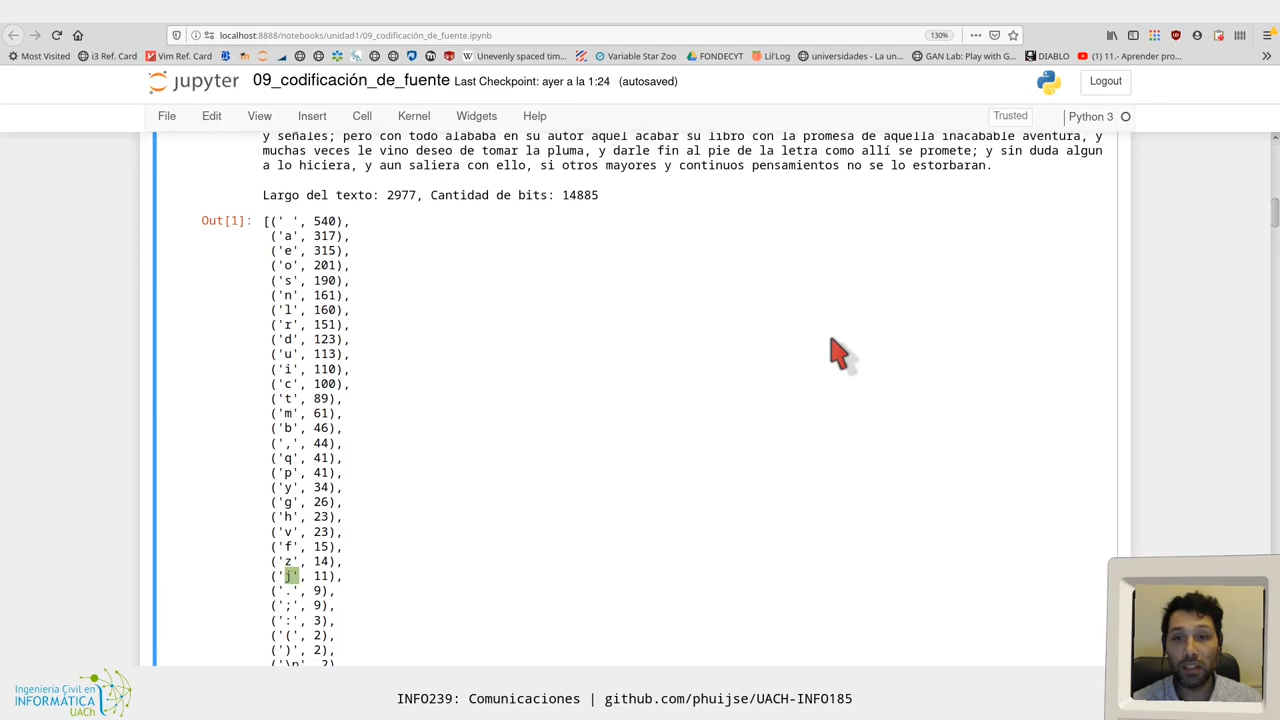 localhost:8888/notebooks/unidad1/09_codificación_de_fuente.ipynb
130%
Most Visited
i3 Ref. Card
Vim Ref. Card
Unevenly spaced tim...
Variable Star Zoo
FONDECYT
Lil'Log
universidades - La un...
GAN Lab: Play with G...
DIABLO
(1) 11.- Aprender pro...
jupyter 09_codificación_de_fuente Last Checkpoint: ayer a la 1:24 (autosaved)
Logout
File Edit View Insert Cell Kernel Widgets Help
Trusted
Python 3
y señales; pero con todo alababa en su autor aquel acabar su libro con la promesa de aquella inacabable aventura, y
muchas veces le vino deseo de tomar la pluma, y darle fin al pie de la letra como allí se promete; y sin duda algun
a lo hiciera, y aun saliera con ello, si otros mayores y continuos pensamientos no se lo estorbaran.
Largo del texto: 2977, Cantidad de bits: 14885
Out[1]: [(' ', 540),
('a', 317),
('e', 315),
('o', 201),
('s', 190),
('n', 161),
('l', 160),
('r', 151),
('d', 123),
('u', 113),
('i', 110),
('c', 100),
('t', 89),
('m', 61),
('b', 46),
(',', 44),
('q', 41),
('p', 41),
('y', 34),
('g', 26),
('h', 23),
('v', 23),
('f', 15),
('z', 14),
('j', 11),
('.', 9),
(';', 9),
(':', 3),
('(', 2),
(')', 2),
('\n', 2)
Ingeniería Civil en
INFORMÁTICA
UACh
INFO239: Comunicaciones | github.com/phuijse/UACH-INFO185